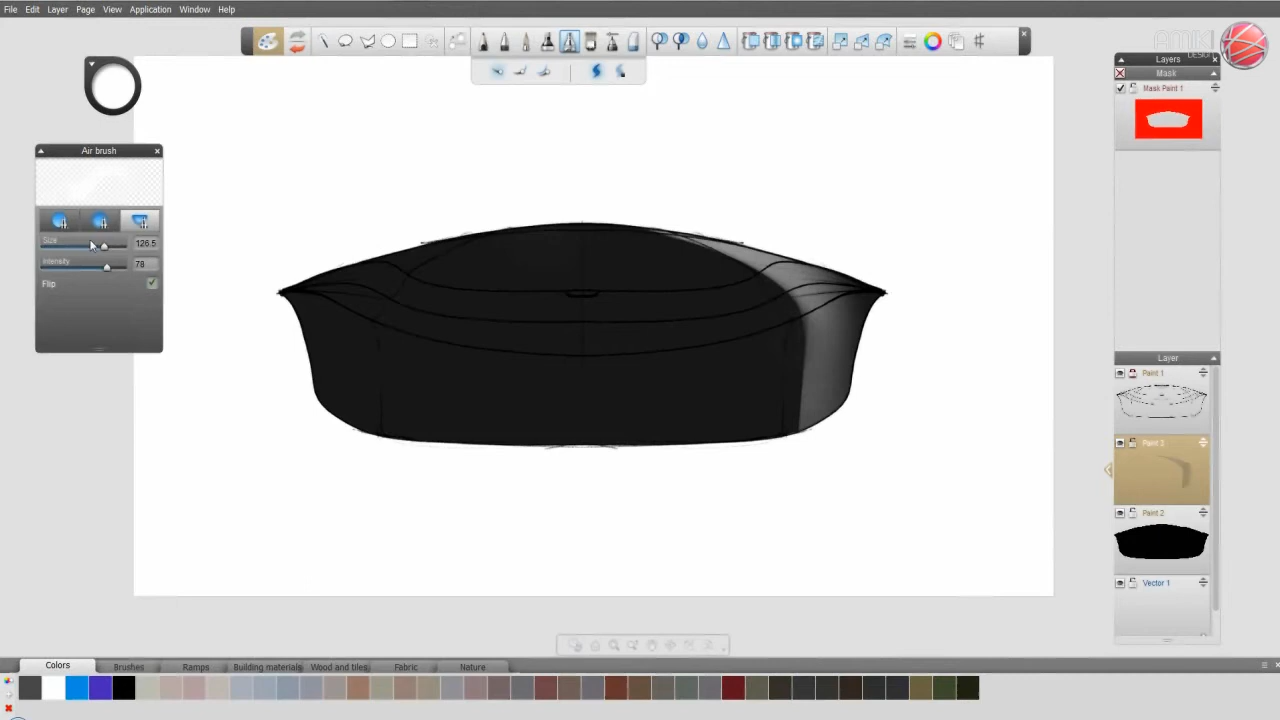 File Edit Layer Page View Application Window Help
ATIKI
DESIGN
Layers
Mask
Mask Paint 1
Air brush
Size 126.5
Intensity 78
Flip
Layer
Paint 1
Paint 3
Paint 2
Vector 1
Colors Brushes Ramps Building materials Wood and tiles Fabric Nature